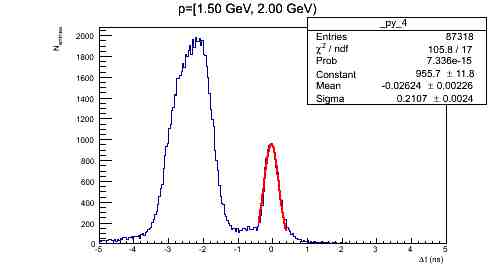 p=[1.50 GeV, 2.00 GeV)
_py_4
Entries 87318
χ² / ndf 105.8 / 17
Prob 7.336e-15
Constant 955.7 ± 11.8
Mean -0.02624 ± 0.00226
Sigma 0.2107 ± 0.0024
N entries
2000
1800
1600
1400
1200
1000
800
600
400
200
0
-5 -4 -3 -2 -1 0 1 2 3 4 5
Δt (ns)